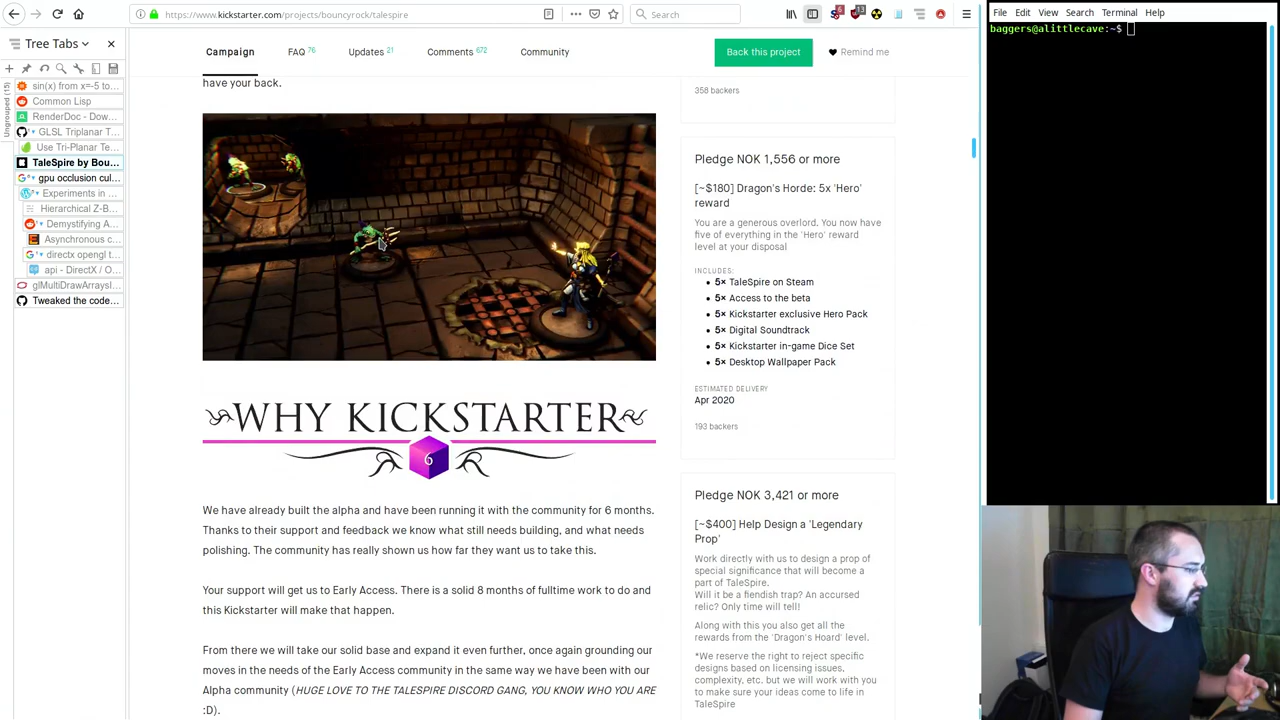 https://www.kickstarter.com/projects/bouncyrock/talespire
Search
Tree Tabs
Ungrouped (15)
sin(x) from x=-5 to...
Common Lisp
RenderDoc - Dow...
GLSL Triplanar T...
Use Tri-Planar Te...
TaleSpire by Bou...
gpu occlusion cul...
Experiments in ...
Hierarchical Z-B...
Demystifying A...
Asynchronous c...
directx opengl t...
api - DirectX / O...
glMultiDrawArraysI...
Tweaked the code...
Campaign
FAQ 76
Updates 21
Comments 672
Community
Back this project
Remind me
have your back.
WHY KICKSTARTER
6
We have already built the alpha and have been running it with the community for 6 months.
Thanks to their support and feedback we know what still needs building, and what needs
polishing. The community has really shown us how far they want us to take this.
Your support will get us to Early Access. There is a solid 8 months of fulltime work to do and
this Kickstarter will make that happen.
From there we will take our solid base and expand it even further, once again grounding our
moves in the needs of the Early Access community in the same way we have been with our
Alpha community (HUGE LOVE TO THE TALESPIRE DISCORD GANG, YOU KNOW WHO YOU ARE
:D).
358 backers
Pledge NOK 1,556 or more
[~$180] Dragon's Horde: 5x 'Hero'
reward
You are a generous overlord. You now have
five of everything in the 'Hero' reward
level at your disposal
INCLUDES:
5× TaleSpire on Steam
5× Access to the beta
5× Kickstarter exclusive Hero Pack
5× Digital Soundtrack
5× Kickstarter in-game Dice Set
5× Desktop Wallpaper Pack
ESTIMATED DELIVERY
Apr 2020
193 backers
Pledge NOK 3,421 or more
[~$400] Help Design a 'Legendary
Prop'
Work directly with us to design a prop of
special significance that will become a
part of TaleSpire.
Will it be a fiendish trap? An accursed
relic? Only time will tell!
Along with this you also get all the
rewards from the 'Dragon's Hoard' level.
*We reserve the right to reject specific
designs based on licensing issues,
complexity, etc. but we will work with you
to make sure your ideas come to life in
TaleSpire
File Edit View Search Terminal Help
baggers@alittlecave:~$